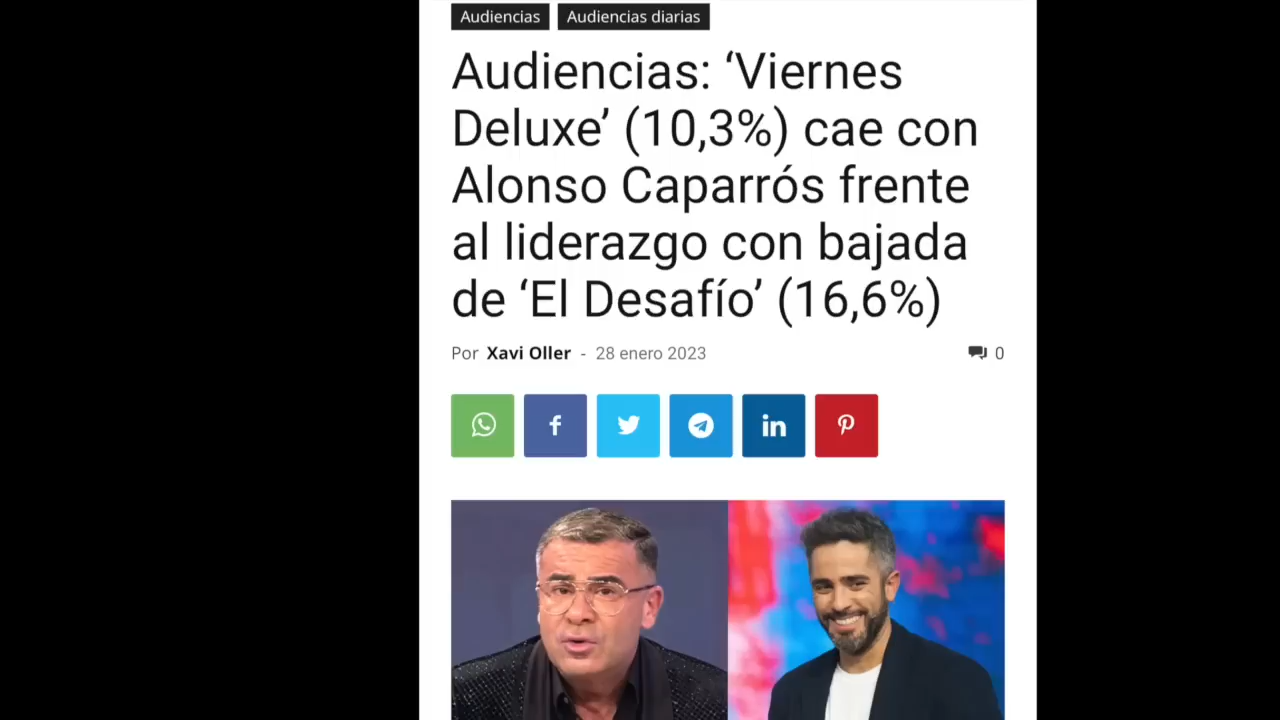 Audiencias Audiencias diarias
Audiencias: ‘Viernes
Deluxe’ (10,3%) cae con
Alonso Caparrós frente
al liderazgo con bajada
de ‘El Desafío’ (16,6%)
Por Xavi Oller - 28 enero 2023 0